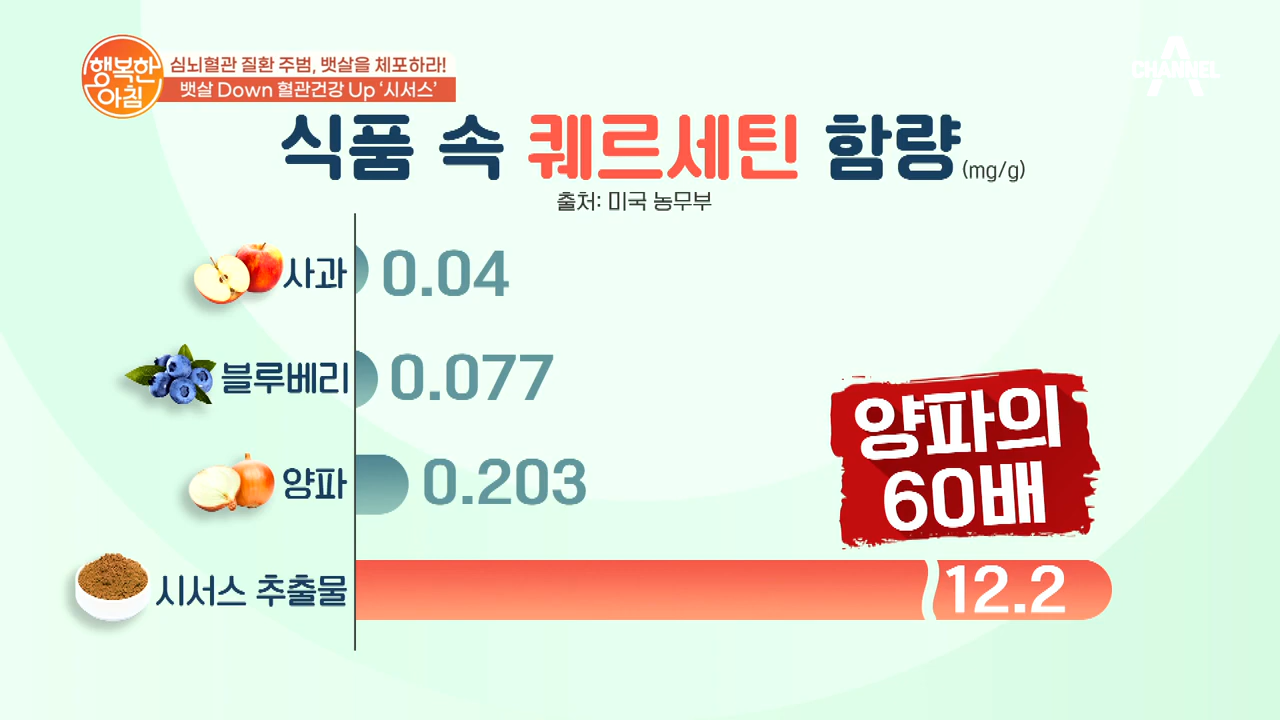 행복한
아침
심뇌혈관 질환 주범, 뱃살을 체포하라!
뱃살 Down 혈관건강 Up ‘시서스’
CHANNEL A
식품 속 퀘르세틴 함량 (mg/g)
출처: 미국 농무부
사과 0.04
블루베리 0.077
양파 0.203
양파의
60배
시서스 추출물 12.2